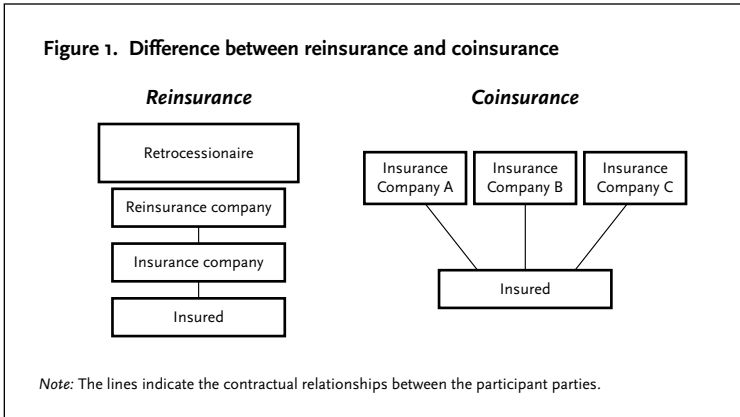 Figure 1. Difference between reinsurance and coinsurance
Reinsurance
Retrocessionaire
Reinsurance company
Insurance company
Insured
Coinsurance
Insurance
Company A
Insurance
Company B
Insurance
Company C
Insured
Note: The lines indicate the contractual relationships between the participant parties.